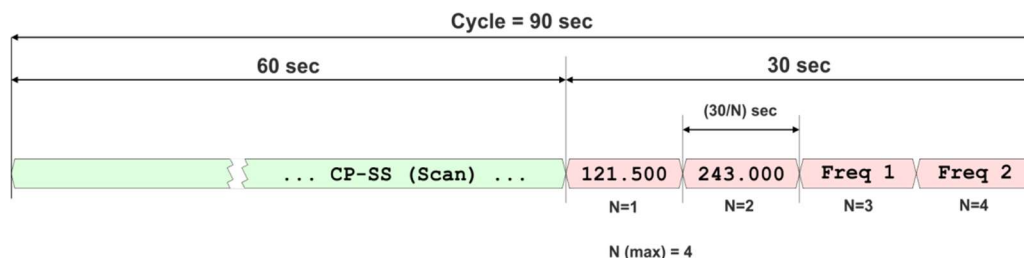 Cycle = 90 sec
60 sec
30 sec
(30/N) sec
... CP-SS (Scan) ...
121.500
243.000
Freq 1
Freq 2
N=1
N=2
N=3
N=4
N (max) = 4